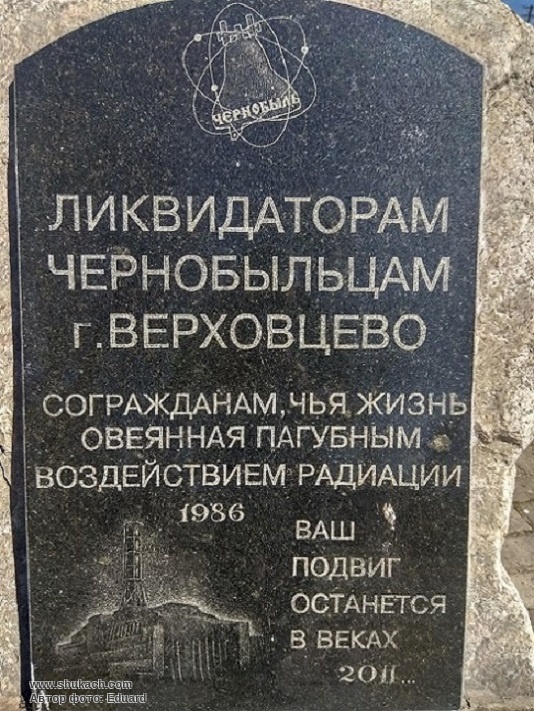 ЧЕРНОБЫЛЬ
ЛИКВИДАТОРАМ
ЧЕРНОБЫЛЬЦАМ
г.ВЕРХОВЦЕВО
СОГРАЖДАНАМ, ЧЬЯ ЖИЗНЬ
ОВЕЯННАЯ ПАГУБНЫМ
ВОЗДЕЙСТВИЕМ РАДИАЦИИ
1986
ВАШ
ПОДВИГ
ОСТАНЕТСЯ
В ВЕКАХ
2011...
www.shukach.com
Автор фото: Eduard